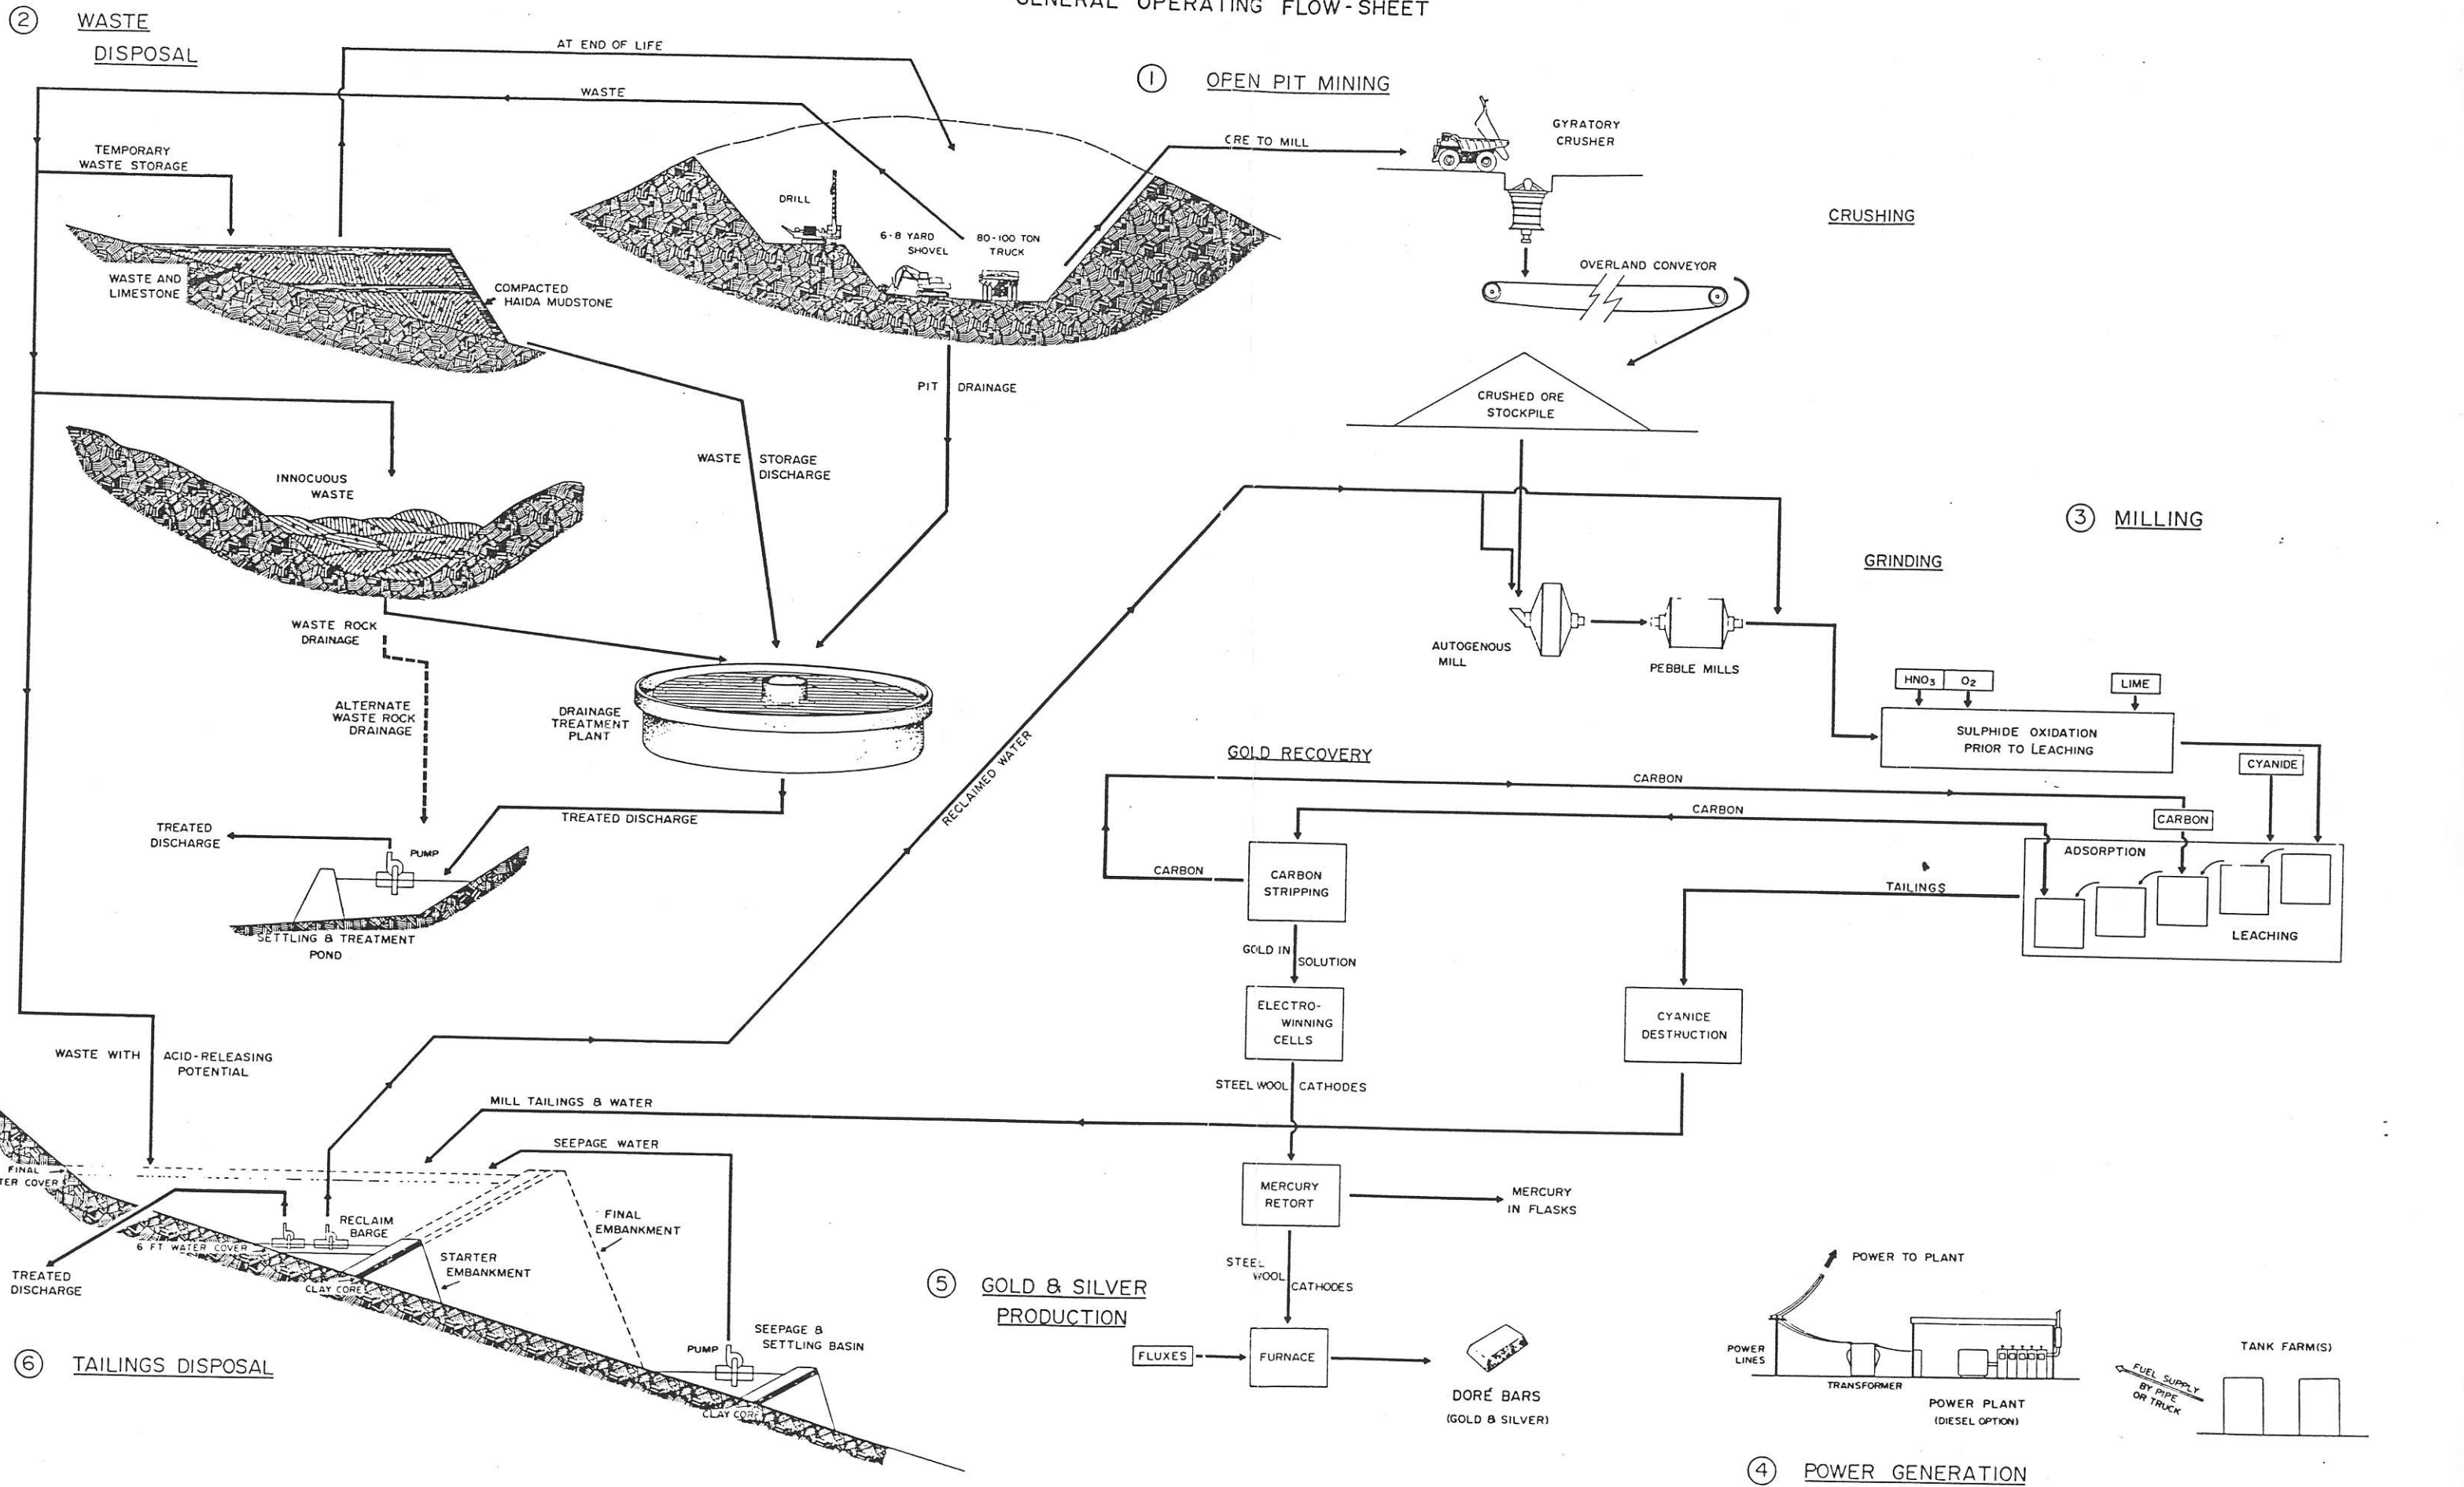 GENERAL OPERATING FLOW-SHEET
② WASTE
DISPOSAL
AT END OF LIFE
WASTE
TEMPORARY
WASTE STORAGE
WASTE AND
LIMESTONE
COMPACTED
HAIDA MUDSTONE
① OPEN PIT MINING
DRILL
6-8 YARD
SHOVEL
80-100 TON
TRUCK
CRE TO MILL
GYRATORY
CRUSHER
CRUSHING
OVERLAND CONVEYOR
CRUSHED ORE
STOCKPILE
PIT DRAINAGE
WASTE STORAGE
DISCHARGE
INNOCUOUS
WASTE
WASTE ROCK
DRAINAGE
ALTERNATE
WASTE ROCK
DRAINAGE
DRAINAGE
TREATMENT
PLANT
TREATED DISCHARGE
TREATED
DISCHARGE
PUMP
SETTLING & TREATMENT
POND
RECLAIMED WATER
③ MILLING
GRINDING
AUTOGENOUS
MILL
PEBBLE MILLS
HNO₃ O₂
LIME
SULPHIDE OXIDATION
PRIOR TO LEACHING
CYANIDE
GOLD RECOVERY
CARBON
CARBON
CARBON
CARBON
ADSORPTION
LEACHING
TAILINGS
CARBON
STRIPPING
GOLD IN SOLUTION
ELECTRO-
WINNING
CELLS
CYANIDE
DESTRUCTION
STEEL WOOL CATHODES
MERCURY
RETORT
MERCURY
IN FLASKS
STEEL
WOOL
CATHODES
FLUXES
FURNACE
DORÉ BARS
(GOLD & SILVER)
⑤ GOLD & SILVER
PRODUCTION
WASTE WITH ACID-RELEASING
POTENTIAL
MILL TAILINGS & WATER
SEEPAGE WATER
FINAL
TER COVER
RECLAIM
BARGE
6 FT WATER COVER
TREATED
DISCHARGE
CLAY CORE
STARTER
EMBANKMENT
FINAL
EMBANKMENT
PUMP
SEEPAGE &
SETTLING BASIN
CLAY CORE
⑥ TAILINGS DISPOSAL
POWER TO PLANT
POWER
LINES
TRANSFORMER
POWER PLANT
(DIESEL OPTION)
FUEL SUPPLY
BY PIPE
OR TRUCK
TANK FARM(S)
④ POWER GENERATION